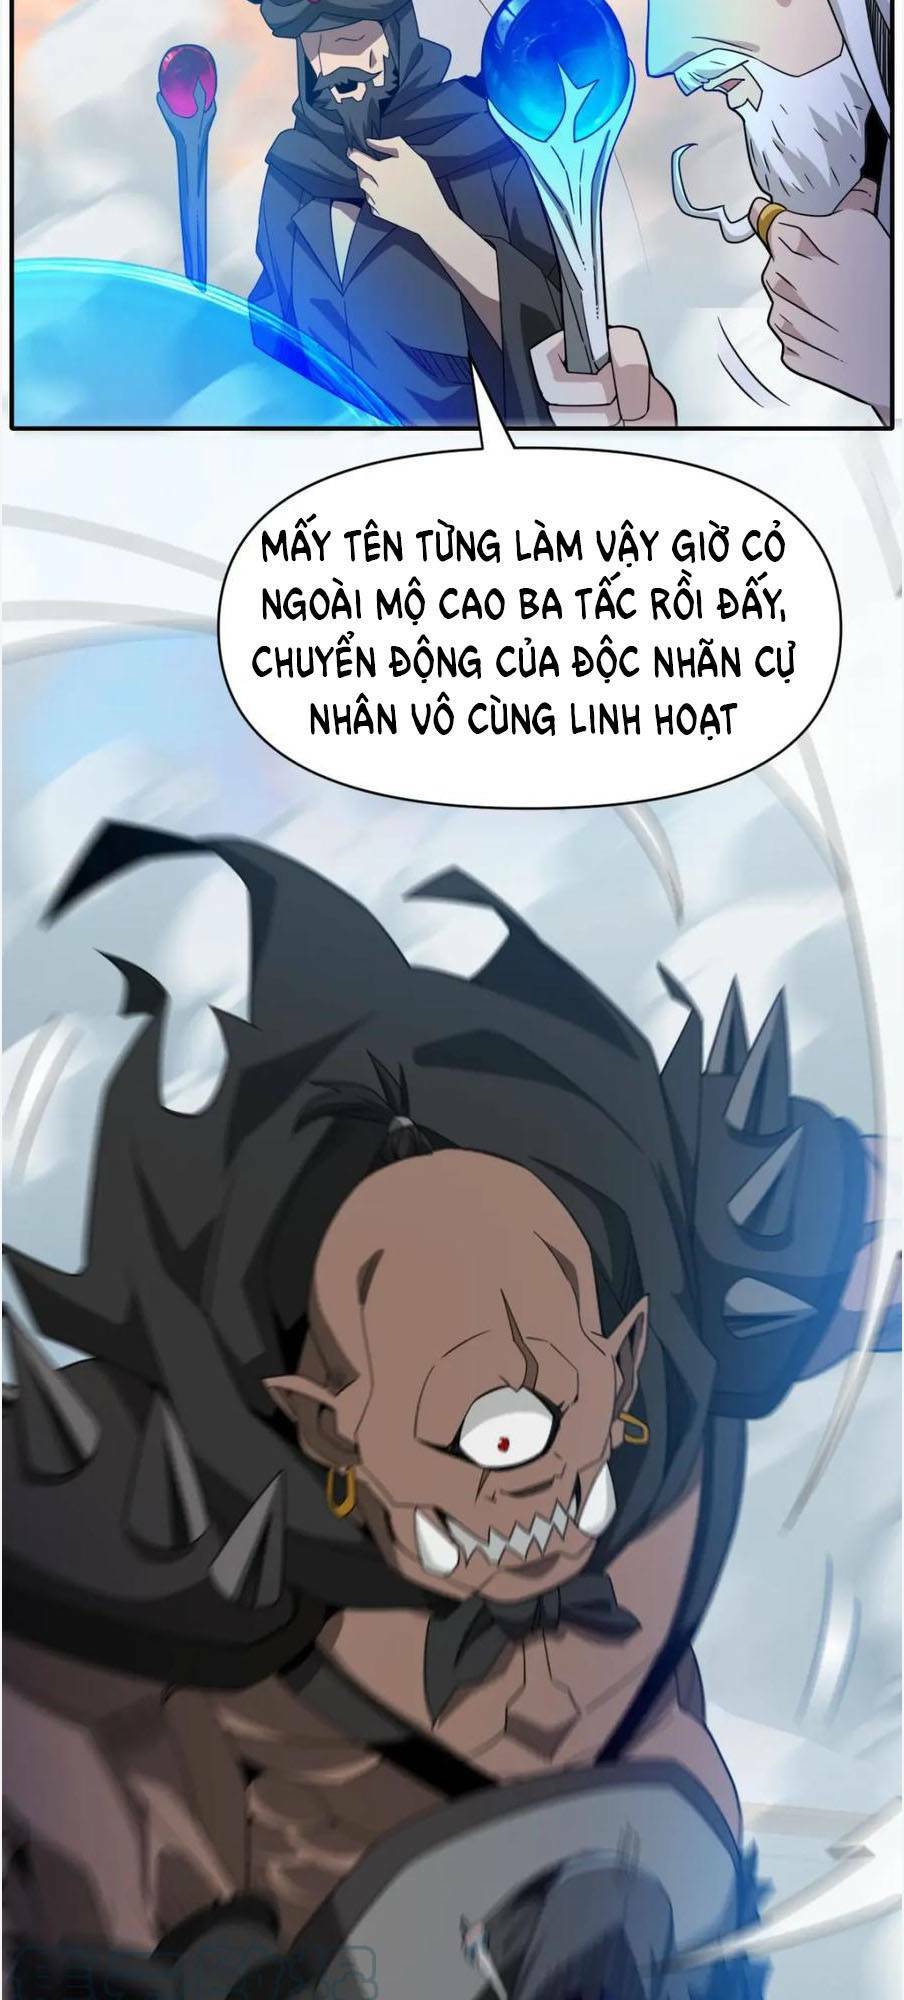 MẤY TÊN TỪNG LÀM VẬY GIỜ CỎ
NGOÀI MỘ CAO BA TẤC RỒI ĐẤY,
CHUYỂN ĐỘNG CỦA ĐỘC NHÃN CỰ
NHÂN VÔ CÙNG LINH HOẠT